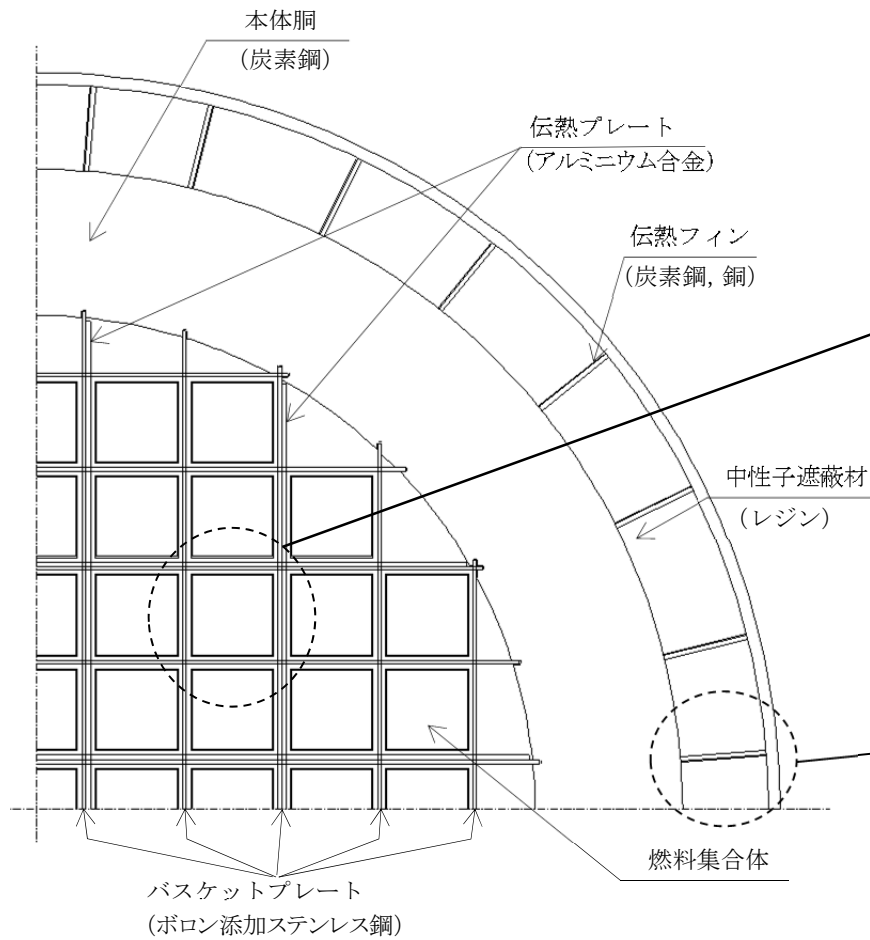 本体胴
(炭素鋼)
伝熱プレート
(アルミニウム合金)
伝熱フィン
(炭素鋼, 銅)
中性子遮蔽材
(レジン)
燃料集合体
バスケットプレート
(ボロン添加ステンレス鋼)